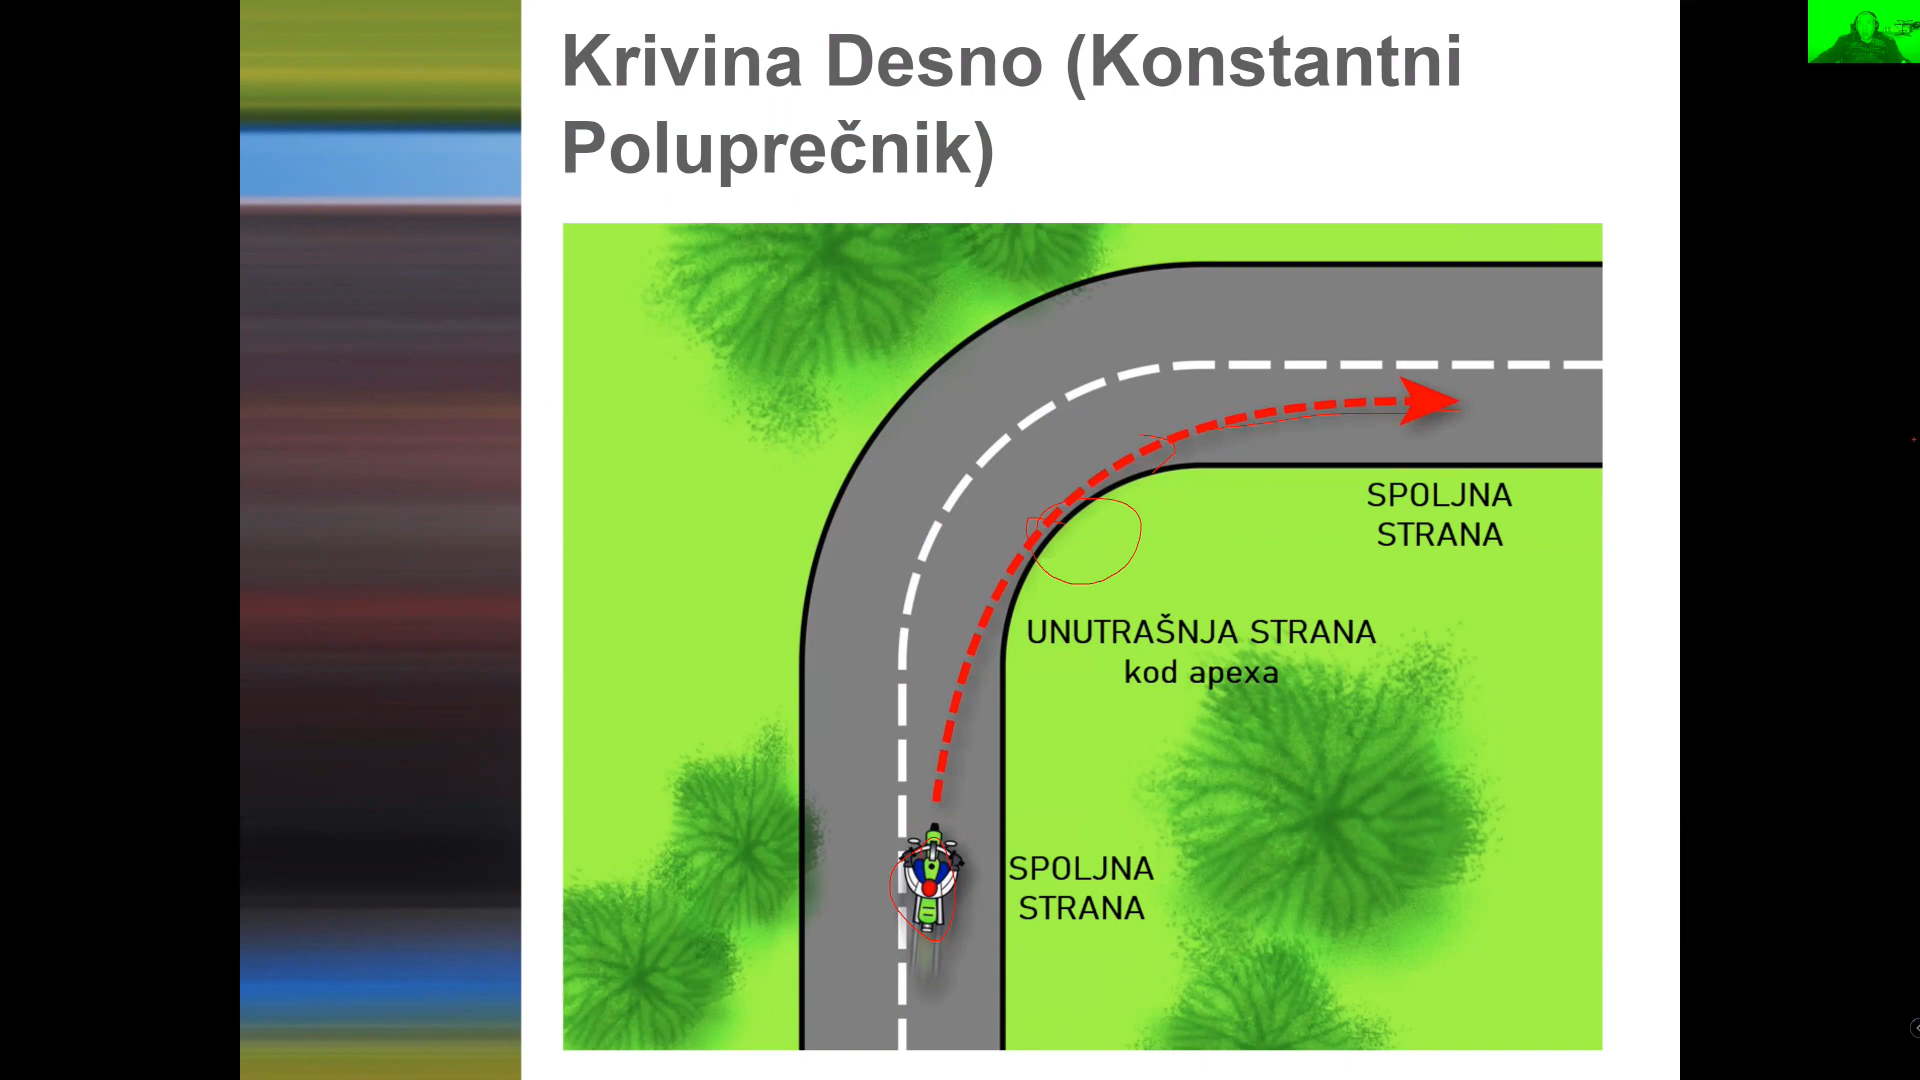 Krivina Desno (Konstantni
Poluprečnik)
SPOLJNA
STRANA
UNUTRAŠNJA STRANA
kod apexa
SPOLJNA
STRANA